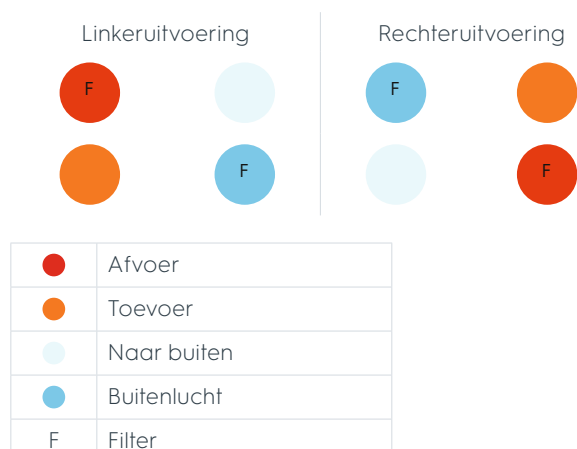 Linkeruitvoering
Rechteruitvoering
F
F
F
F
Afvoer
Toevoer
Naar buiten
Buitenlucht
F Filter